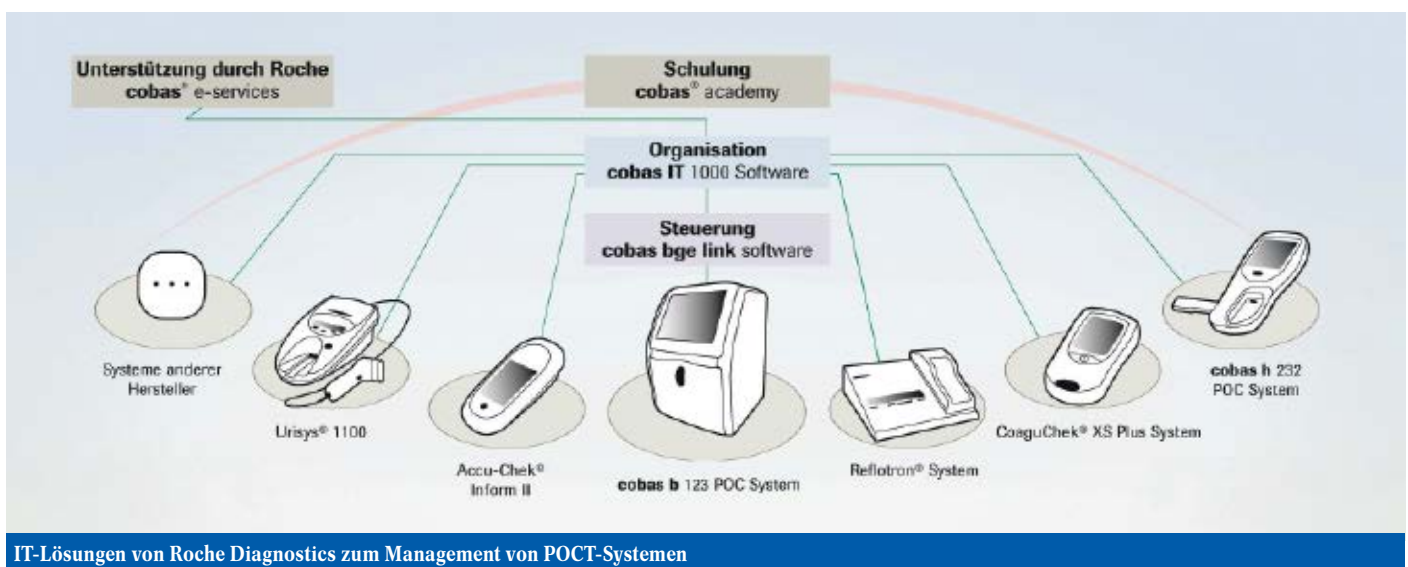 Unterstützung durch Roche
cobas® e-services
Schulung
cobas® academy
Organisation
cobas IT 1000 Software
Steuerung
cobas bge link software
Systeme anderer
Hersteller
Urisys® 1100
Accu-Chek®
Inform II
cobas b 123 POC System
Reflotron® System
CoaguChek® XS Plus System
cobas h 232
POC System
IT-Lösungen von Roche Diagnostics zum Management von POCT-Systemen